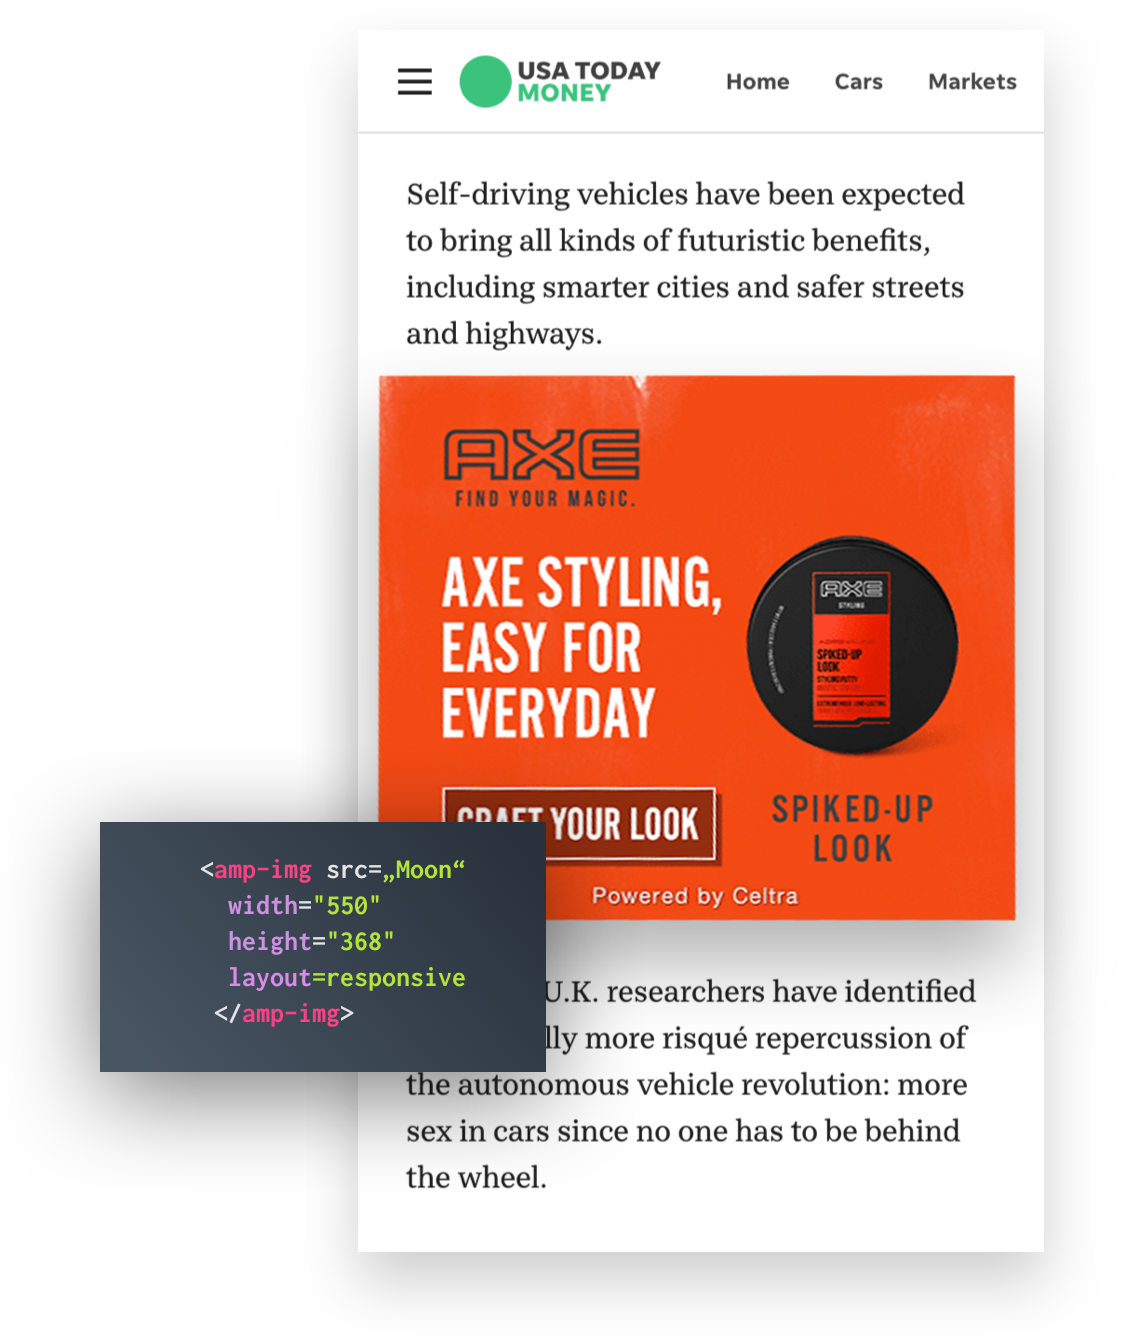 USA TODAY
MONEY
Home Cars Markets
Self-driving vehicles have been expected
to bring all kinds of futuristic benefits,
including smarter cities and safer streets
and highways.
AXE
FIND YOUR MAGIC.
AXE STYLING,
EASY FOR
EVERYDAY
AXE
STYLING
SPIKED-UP
LOOK
STYLING PUTTY
CRAFT YOUR LOOK
SPIKED-UP
LOOK
Powered by Celtra
<amp-img src=„Moon“
width="550"
height="368"
layout=responsive
</amp-img>
U.K. researchers have identified
more risqué repercussion of
the autonomous vehicle revolution: more
sex in cars since no one has to be behind
the wheel.